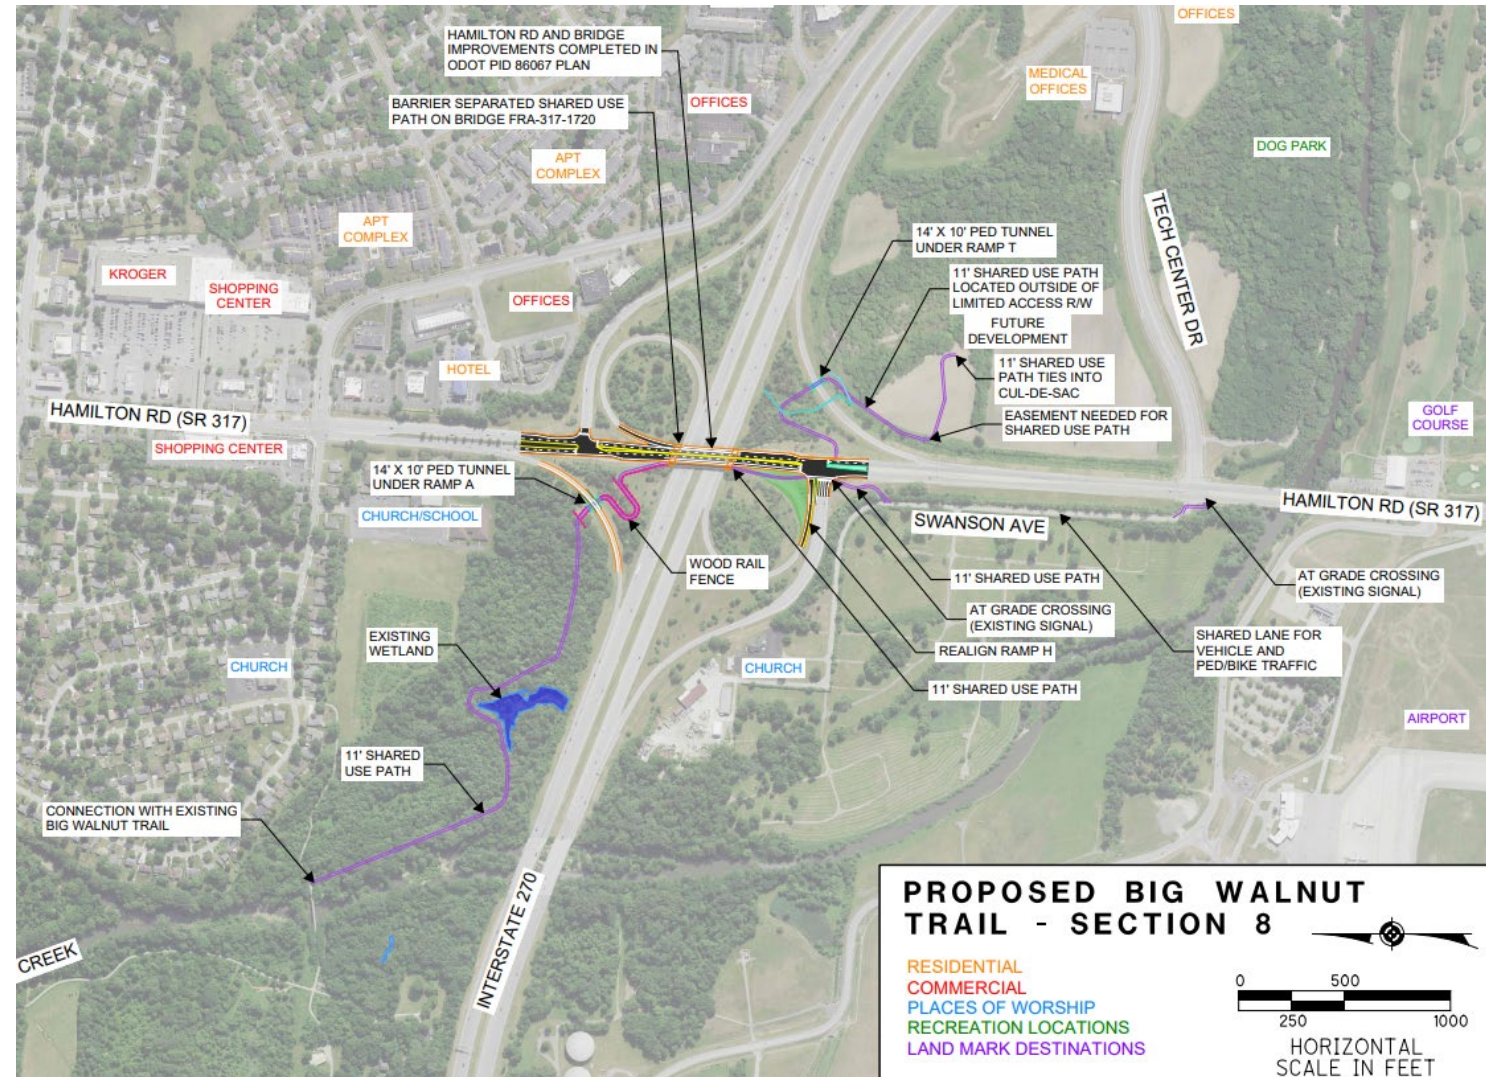 HAMILTON RD AND BRIDGE
IMPROVEMENTS COMPLETED IN
ODOT PID 86067 PLAN
BARRIER SEPARATED SHARED USE
PATH ON BRIDGE FRA-317-1720
OFFICES
OFFICES
MEDICAL
OFFICES
DOG PARK
APT
COMPLEX
APT
COMPLEX
KROGER
SHOPPING
CENTER
OFFICES
HOTEL
TECH CENTER DR
14' X 10' PED TUNNEL
UNDER RAMP T
11' SHARED USE PATH
LOCATED OUTSIDE OF
LIMITED ACCESS R/W
FUTURE
DEVELOPMENT
11' SHARED USE
PATH TIES INTO
CUL-DE-SAC
EASEMENT NEEDED FOR
SHARED USE PATH
GOLF
COURSE
HAMILTON RD (SR 317)
SHOPPING CENTER
14' X 10' PED TUNNEL
UNDER RAMP A
CHURCH/SCHOOL
HAMILTON RD (SR 317)
SWANSON AVE
WOOD RAIL
FENCE
11' SHARED USE PATH
AT GRADE CROSSING
(EXISTING SIGNAL)
AT GRADE CROSSING
(EXISTING SIGNAL)
REALIGN RAMP H
SHARED LANE FOR
VEHICLE AND
PED/BIKE TRAFFIC
11' SHARED USE PATH
EXISTING
WETLAND
CHURCH
CHURCH
AIRPORT
11' SHARED
USE PATH
CONNECTION WITH EXISTING
BIG WALNUT TRAIL
INTERSTATE 270
CREEK
PROPOSED BIG WALNUT
TRAIL - SECTION 8
RESIDENTIAL
COMMERCIAL
PLACES OF WORSHIP
RECREATION LOCATIONS
LAND MARK DESTINATIONS
0 500
250 1000
HORIZONTAL
SCALE IN FEET